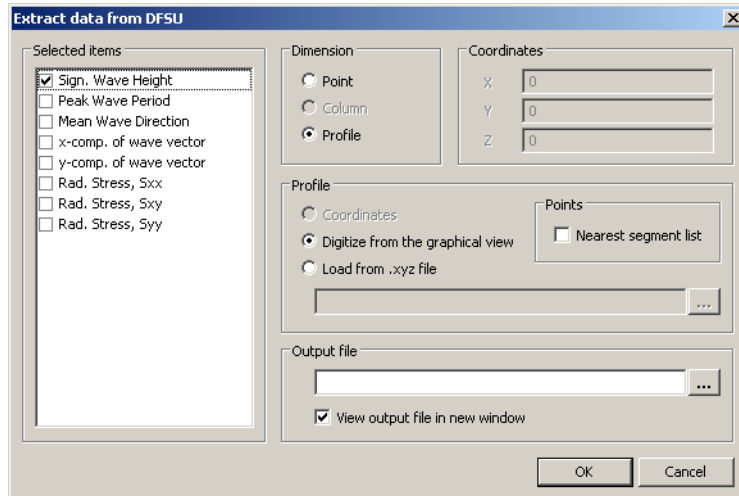 Extract data from DFSU
Selected items
Sign. Wave Height
Peak Wave Period
Mean Wave Direction
x-comp. of wave vector
y-comp. of wave vector
Rad. Stress, Sxx
Rad. Stress, Sxy
Rad. Stress, Syy
Dimension
Point
Column
Profile
Coordinates
X 0
Y 0
Z 0
Profile
Coordinates
Digitize from the graphical view
Load from .xyz file
...
Points
Nearest segment list
Output file
...
View output file in new window
OK
Cancel